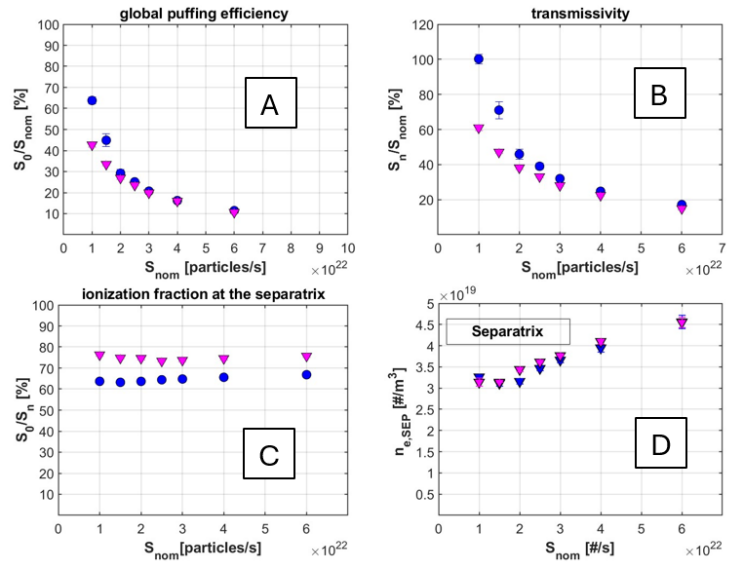 global puffing efficiency
100
90
80
70
60
50
40
30
20
10
S0/Snom [%]
A
0 1 2 3 4 5 6 7 8 9 10
Snom [particles/s] ×10^22
transmissivity
120
100
80
60
40
20
Sn/Snom [%]
B
0 1 2 3 4 5 6 7
Snom [particles/s] ×10^22
ionization fraction at the separatrix
100
90
80
70
60
50
40
30
20
10
S0/Sn [%]
C
0 1 2 3 4 5 6
Snom[particles/s] ×10^22
×10^19
5
4.5
4
3.5
3
2.5
2
1.5
1
0.5
ne,SEP [#/m^3]
Separatrix
D
0 1 2 3 4 5 6
Snom [#/s] ×10^22